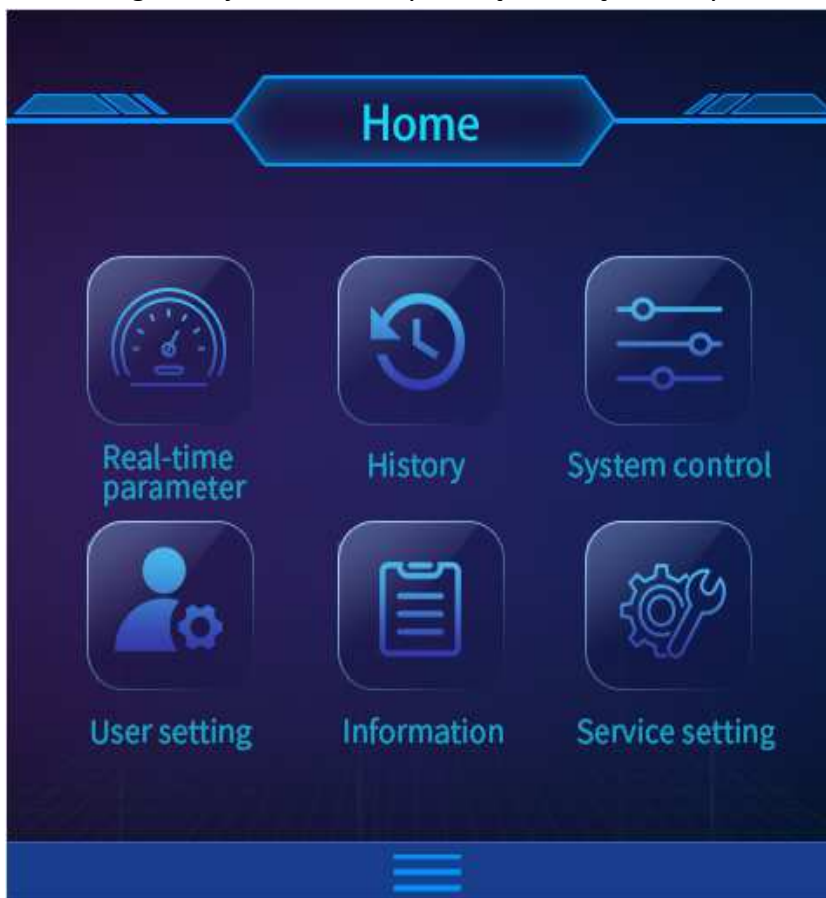 Home
Real-time
parameter
History
System control
User setting
Information
Service setting